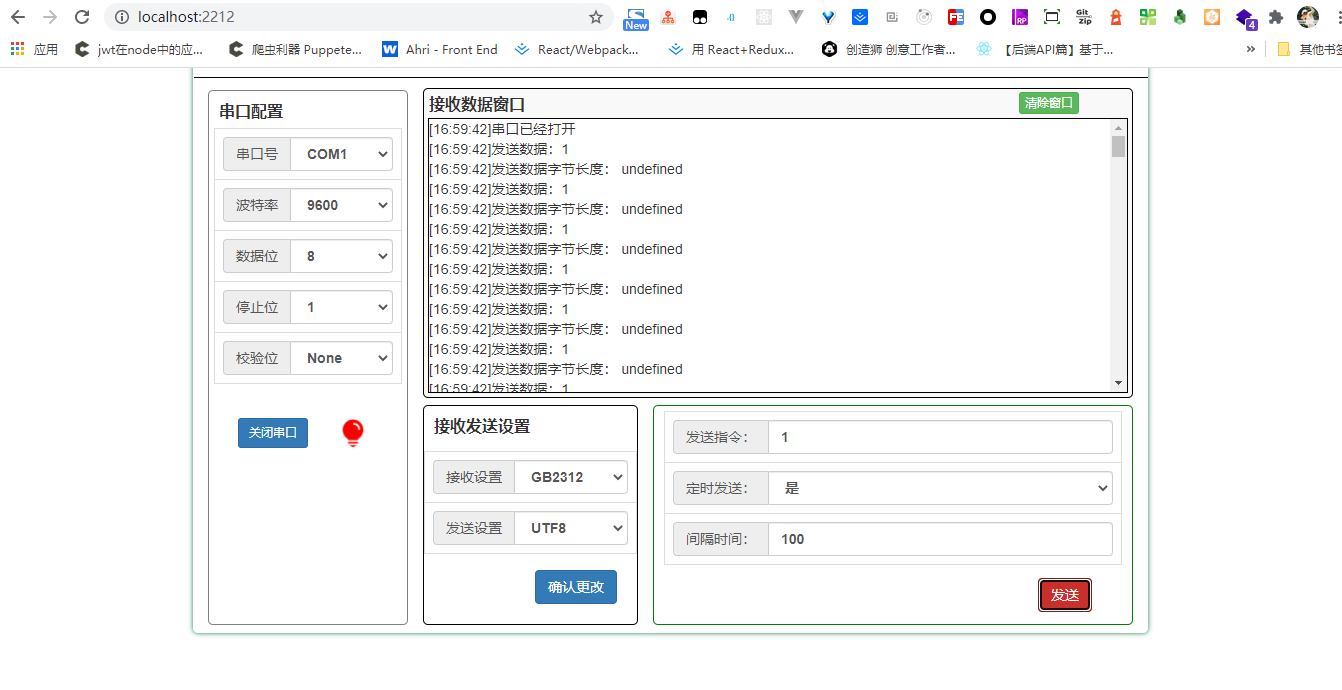 localhost:2212
New
Git
Zip
RP
4
应用
jwt在node中的应...
爬虫利器 Puppete...
Ahri - Front End
React/Webpack...
用 React+Redux...
创造狮 创意工作者...
【后端API篇】基于...
»
其他书签
串口配置
串口号 COM1
波特率 9600
数据位 8
停止位 1
校验位 None
关闭串口
接收数据窗口
清除窗口
[16:59:42]串口已经打开
[16:59:42]发送数据：1
[16:59:42]发送数据字节长度： undefined
[16:59:42]发送数据：1
[16:59:42]发送数据字节长度： undefined
[16:59:42]发送数据：1
[16:59:42]发送数据字节长度： undefined
[16:59:42]发送数据：1
[16:59:42]发送数据字节长度： undefined
[16:59:42]发送数据：1
[16:59:42]发送数据字节长度： undefined
[16:59:42]发送数据：1
[16:59:42]发送数据字节长度： undefined
[16:59:42]发送数据：1
接收发送设置
接收设置 GB2312
发送设置 UTF8
确认更改
发送指令： 1
定时发送： 是
间隔时间： 100
发送